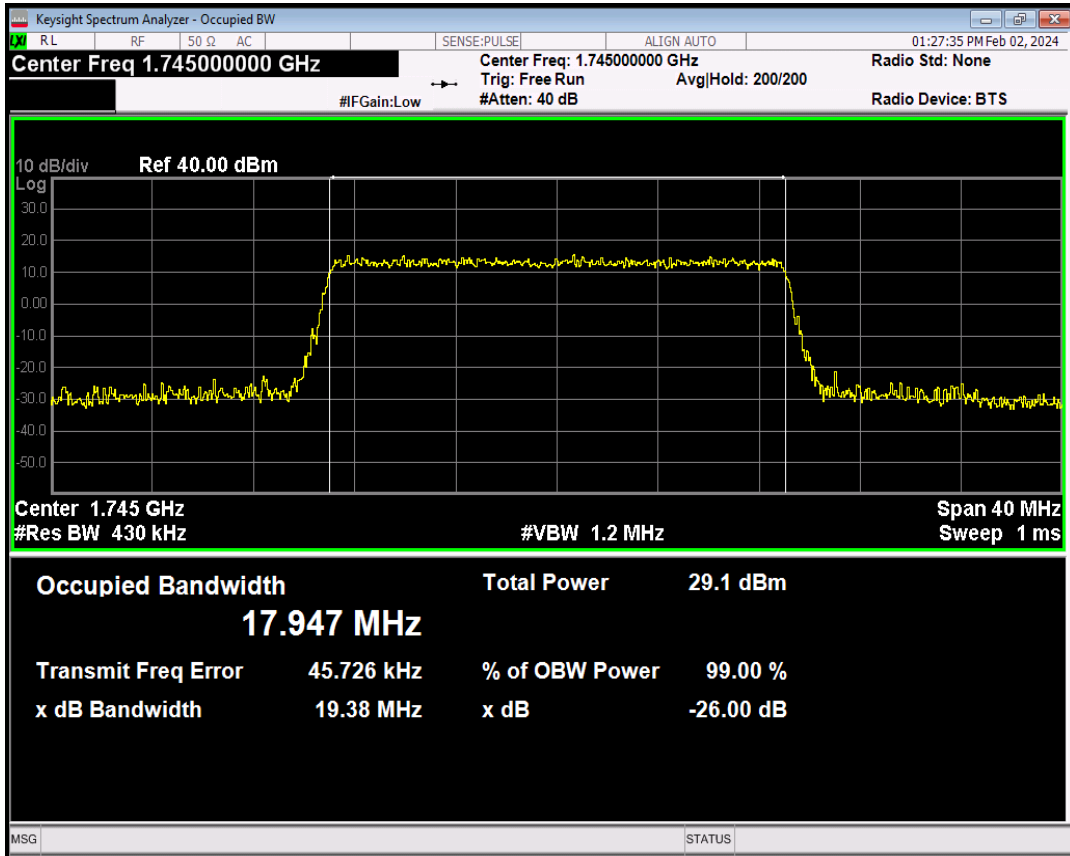 Keysight Spectrum Analyzer - Occupied BW
LXI RL RF 50 Ω AC SENSE:PULSE ALIGN AUTO 01:27:35 PM Feb 02, 2024
Center Freq 1.745000000 GHz Center Freq: 1.745000000 GHz Radio Std: None
Trig: Free Run Avg|Hold: 200/200
#IFGain:Low #Atten: 40 dB Radio Device: BTS
10 dB/div Ref 40.00 dBm
Log
30.0
20.0
10.0
0.00
-10.0
-20.0
-30.0
-40.0
-50.0
Center 1.745 GHz Span 40 MHz
#Res BW 430 kHz #VBW 1.2 MHz Sweep 1 ms
Occupied Bandwidth Total Power 29.1 dBm
17.947 MHz
Transmit Freq Error 45.726 kHz % of OBW Power 99.00 %
x dB Bandwidth 19.38 MHz x dB -26.00 dB
MSG STATUS